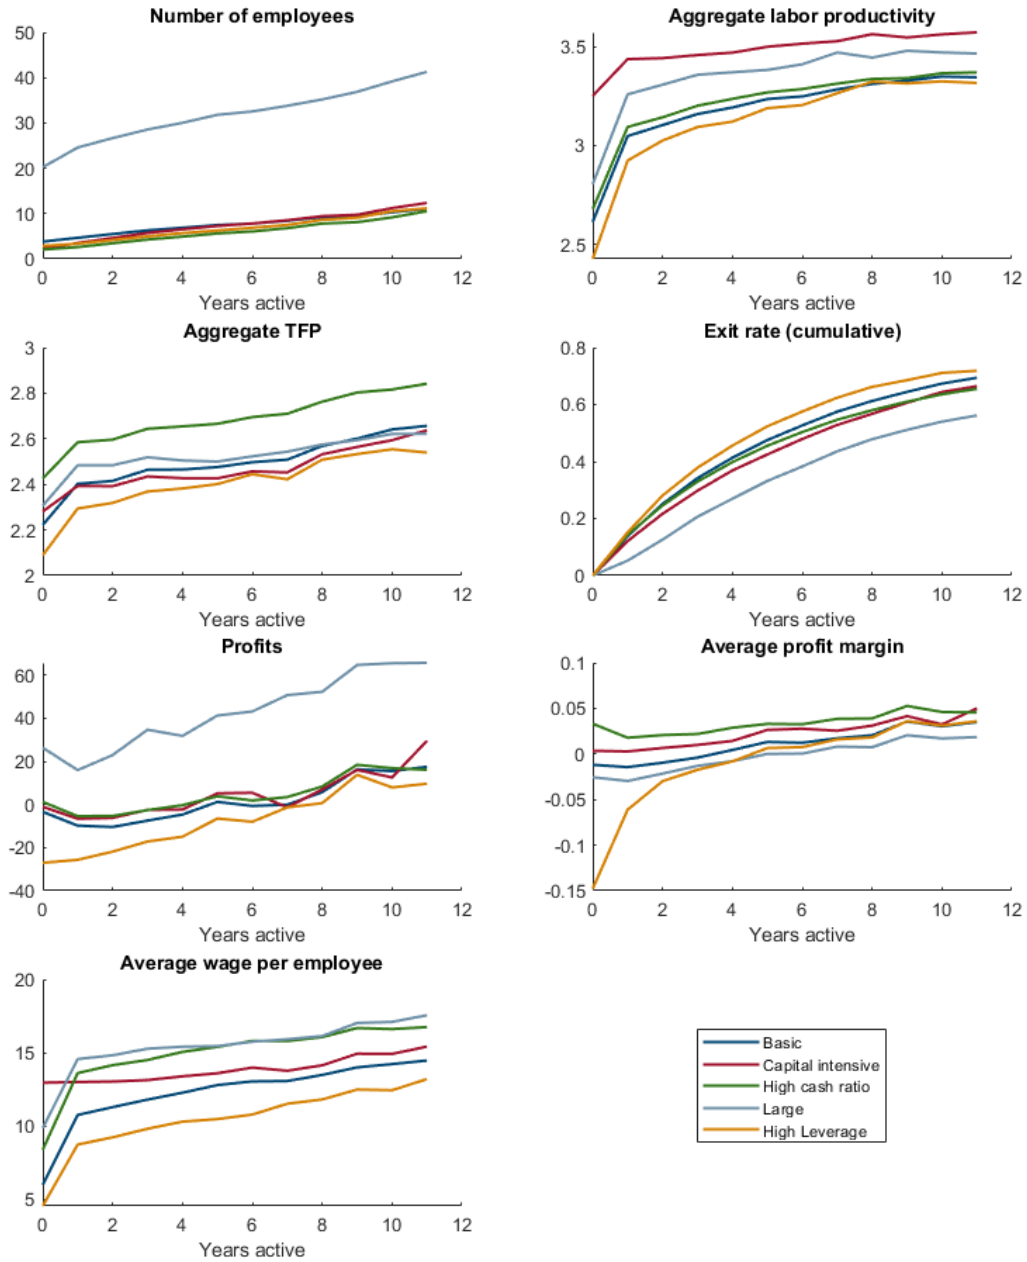 Number of employees
50
40
30
20
10
0
0 2 4 6 8 10 12
Years active
Aggregate labor productivity
3.5
3
2.5
0 2 4 6 8 10 12
Years active
Aggregate TFP
3
2.8
2.6
2.4
2.2
2
0 2 4 6 8 10 12
Years active
Exit rate (cumulative)
0.8
0.6
0.4
0.2
0
0 2 4 6 8 10 12
Years active
Profits
60
40
20
0
-20
-40
0 2 4 6 8 10 12
Years active
Average profit margin
0.1
0.05
0
-0.05
-0.1
-0.15
0 2 4 6 8 10 12
Years active
Average wage per employee
20
15
10
5
0 2 4 6 8 10 12
Years active
Basic
Capital intensive
High cash ratio
Large
High Leverage